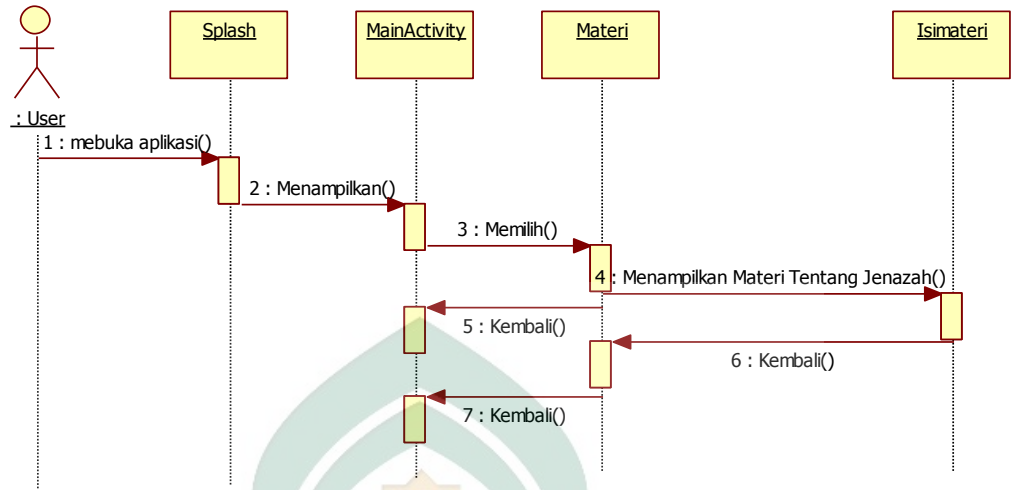 Splash
MainActivity
Materi
Isimateri
: User
1 : mebuka aplikasi()
2 : Menampilkan()
3 : Memilih()
4 : Menampilkan Materi Tentang Jenazah()
5 : Kembali()
6 : Kembali()
7 : Kembali()